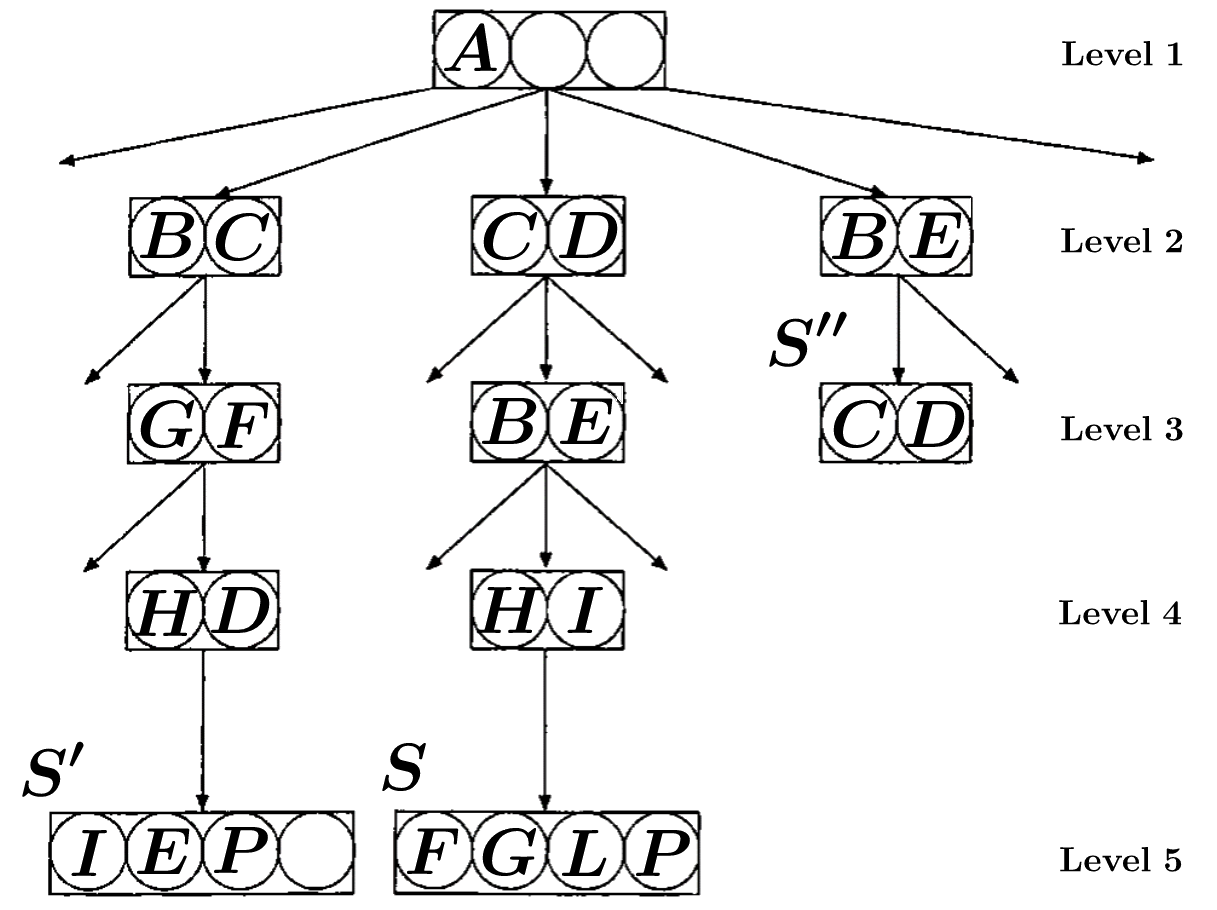 A Level 1
B C C D B E Level 2
S″
G F B E C D Level 3
H D H I Level 4
S′ S
I E P F G L P Level 5